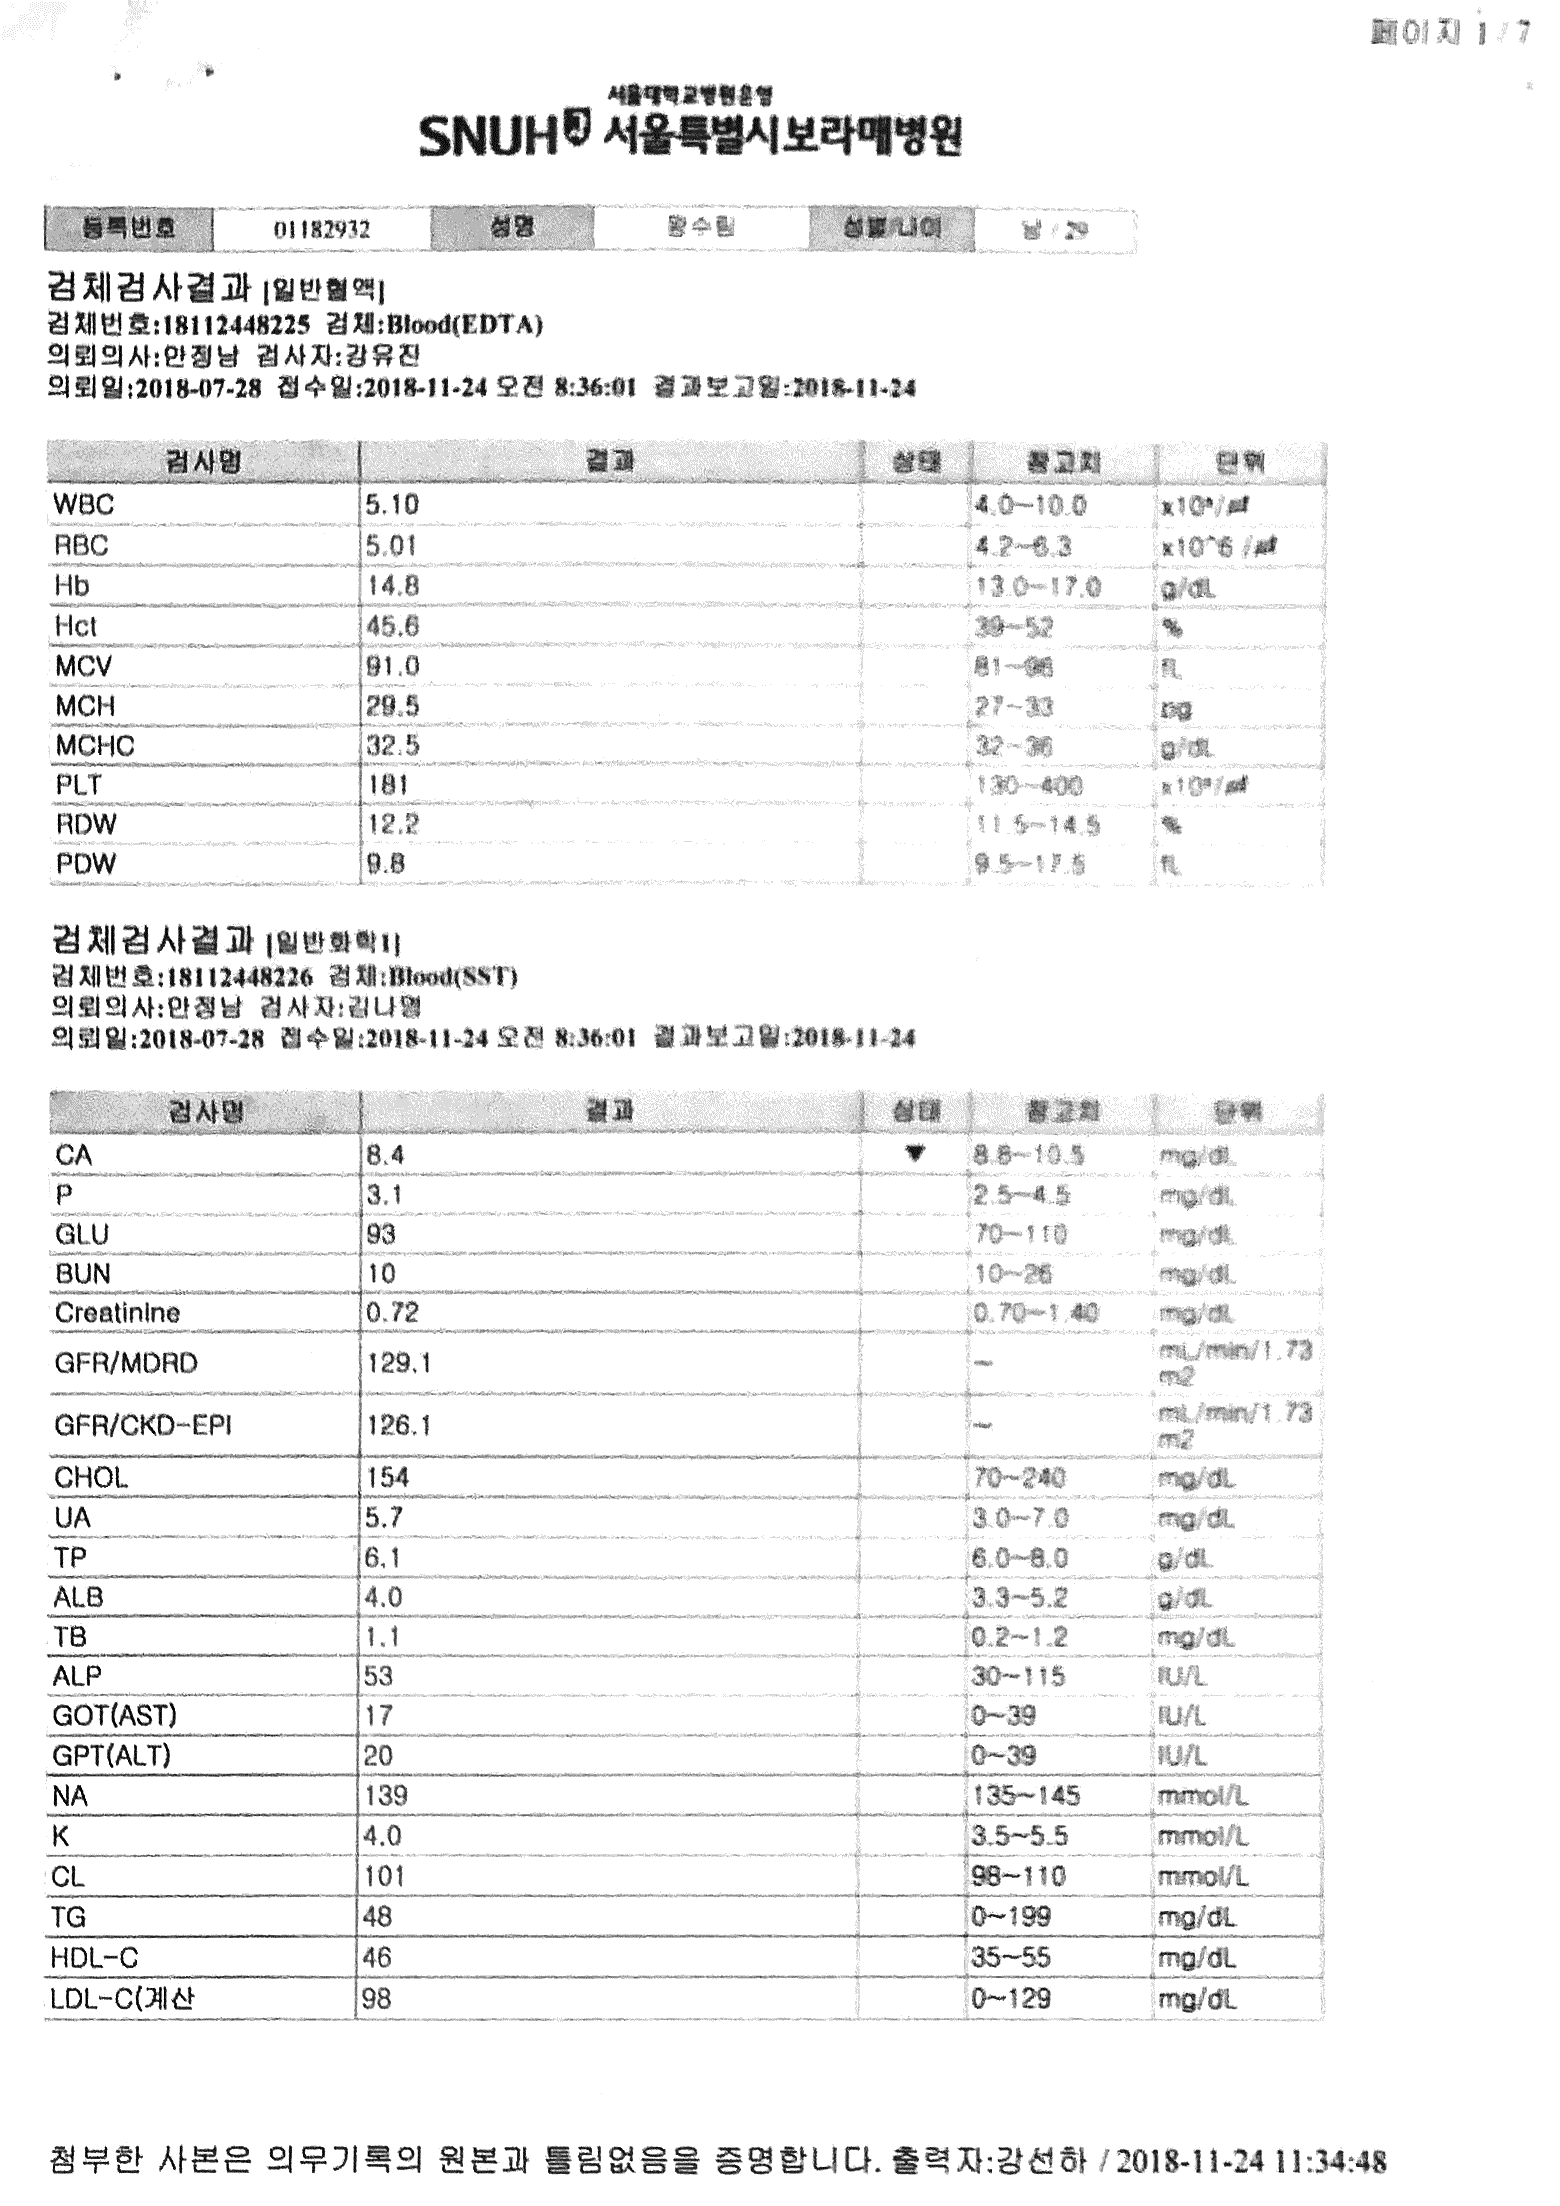 페이지 1 / 7
서울대학교병원운영
SNUH 서울특별시보라매병원
등록번호 01182932 성명 수림 성별/나이 남 / 29
검체검사결과 [일반혈액]
검체번호:18112448225 검체:Blood(EDTA)
의뢰의사:안정남 검사자:강유진
의뢰일:2018-07-28 접수일:2018-11-24 오전 8:36:01 결과보고일:2018-11-24
검사명 결과 상태 참고치 단위
WBC 5.10 4.0~10.0 x10³/㎕
RBC 5.01 4.2~6.3 x10^6 /㎕
Hb 14.8 13.0~17.0 g/dL
Hct 45.6 39~52 %
MCV 91.0 81~96 fL
MCH 29.5 27~33 pg
MCHC 32.5 32~36 g/dL
PLT 181 130~400 x10³/㎕
RDW 12.2 11.5~14.5 %
PDW 9.8 9.5~17.5 fL
검체검사결과 [일반화학1]
검체번호:18112448226 검체:Blood(SST)
의뢰의사:안정남 검사자:김나영
의뢰일:2018-07-28 접수일:2018-11-24 오전 8:36:01 결과보고일:2018-11-24
검사명 결과 상태 참고치 단위
CA 8.4 ▼ 8.8~10.5 mg/dL
P 3.1 2.5~4.5 mg/dL
GLU 93 70~110 mg/dL
BUN 10 10~26 mg/dL
Creatinine 0.72 0.70~1.40 mg/dL
GFR/MDRD 129.1 ~ mL/min/1.73
m2
GFR/CKD-EPI 126.1 ~ mL/min/1.73
m2
CHOL 154 70~240 mg/dL
UA 5.7 3.0~7.0 mg/dL
TP 6.1 6.0~8.0 g/dL
ALB 4.0 3.3~5.2 g/dL
TB 1.1 0.2~1.2 mg/dL
ALP 53 30~115 IU/L
GOT(AST) 17 0~39 IU/L
GPT(ALT) 20 0~39 IU/L
NA 139 135~145 mmol/L
K 4.0 3.5~5.5 mmol/L
CL 101 98~110 mmol/L
TG 48 0~199 mg/dL
HDL-C 46 35~55 mg/dL
LDL-C(계산 98 0~129 mg/dL
첨부한 사본은 의무기록의 원본과 틀림없음을 증명합니다. 출력자:강선하 / 2018-11-24 11:34:48